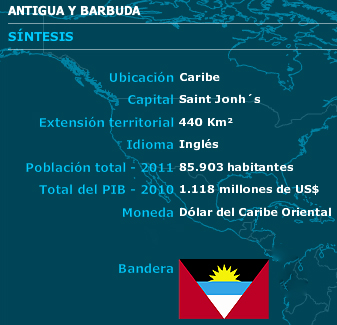 ANTIGUA Y BARBUDA
SÍNTESIS
Ubicación Caribe
Capital Saint Jonh´s
Extensión territorial 440 Km²
Idioma Inglés
Población total - 2011 85.903 habitantes
Total del PIB - 2010 1.118 millones de US$
Moneda Dólar del Caribe Oriental
Bandera